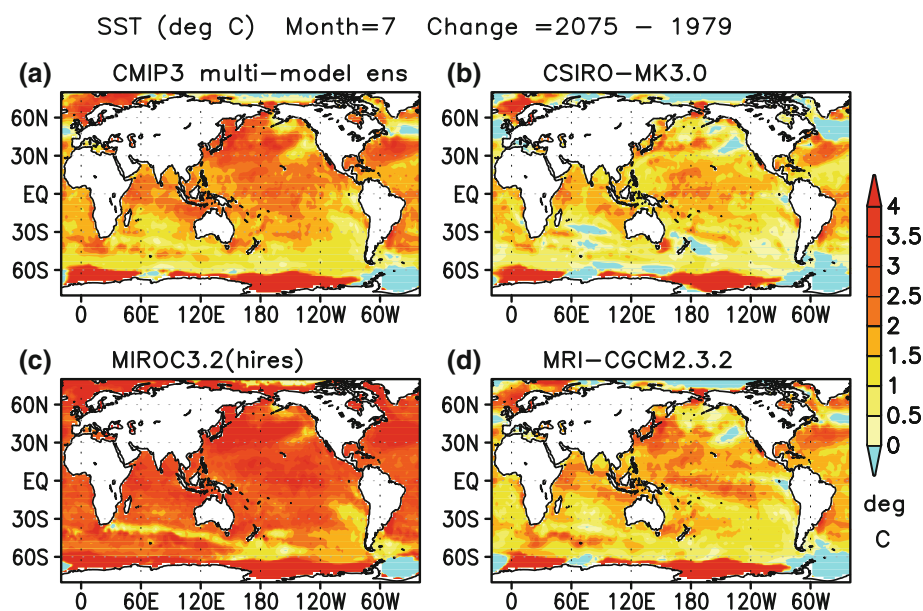 SST (deg C) Month=7 Change =2075 - 1979
(a) CMIP3 multi-model ens
(b) CSIRO-MK3.0
60N
30N
EQ
30S
60S
0 60E 120E 180 120W 60W
60N
30N
EQ
30S
60S
0 60E 120E 180 120W 60W
(c) MIROC3.2(hires)
(d) MRI-CGCM2.3.2
60N
30N
EQ
30S
60S
0 60E 120E 180 120W 60W
60N
30N
EQ
30S
60S
0 60E 120E 180 120W 60W
4
3.5
3
2.5
2
1.5
1
0.5
0
deg
C